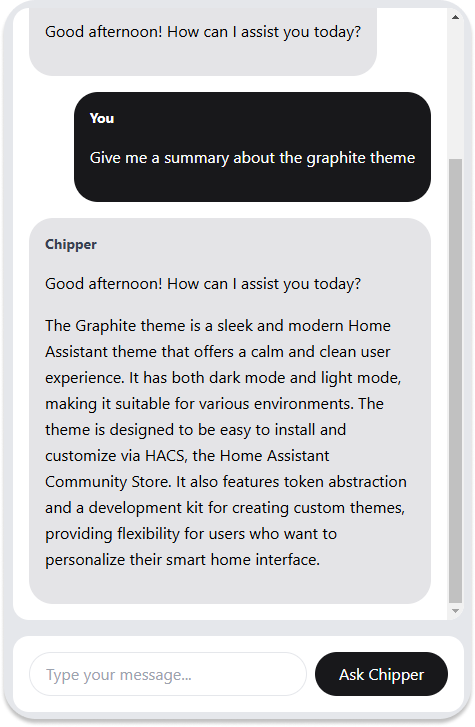 Good afternoon! How can I assist you today?
You
Give me a summary about the graphite theme
Chipper
Good afternoon! How can I assist you today?
The Graphite theme is a sleek and modern Home
Assistant theme that offers a calm and clean user
experience. It has both dark mode and light mode,
making it suitable for various environments. The
theme is designed to be easy to install and
customize via HACS, the Home Assistant
Community Store. It also features token abstraction
and a development kit for creating custom themes,
providing flexibility for users who want to
personalize their smart home interface.
Type your message...
Ask Chipper